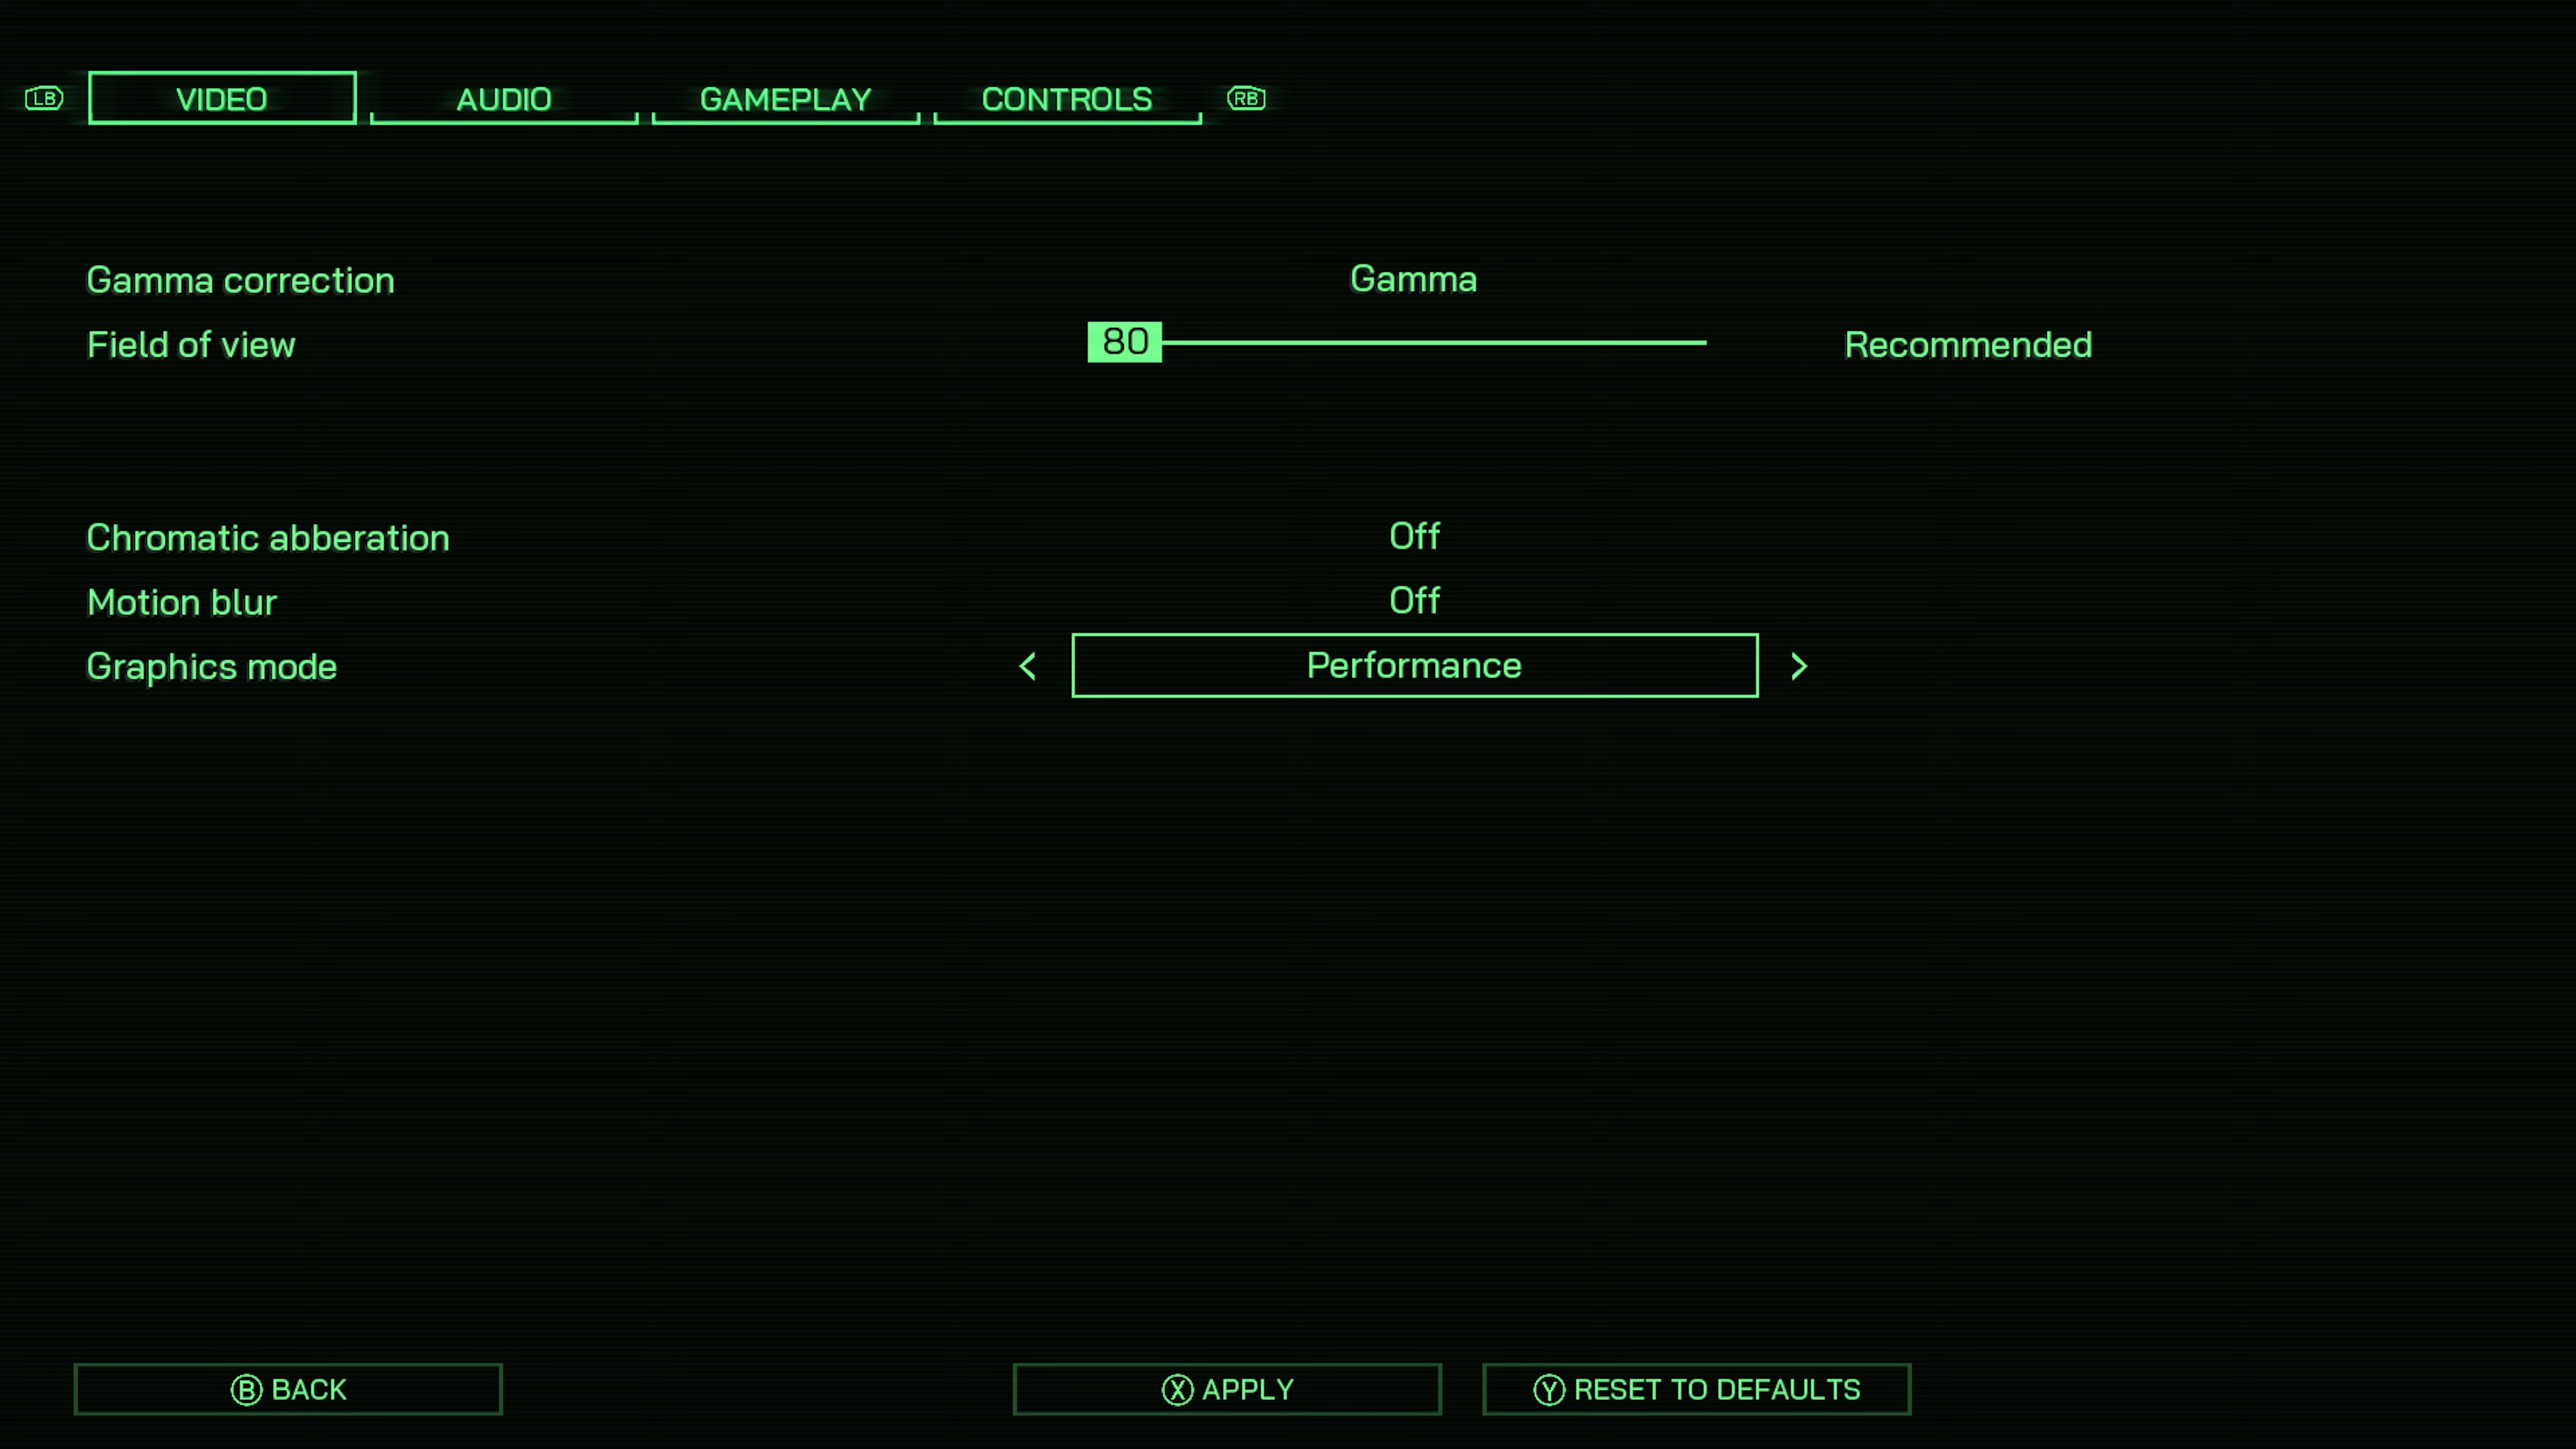 LB VIDEO AUDIO GAMEPLAY CONTROLS RB
Gamma correction Gamma
Field of view 80 Recommended
Chromatic abberation Off
Motion blur Off
Graphics mode < Performance >
B BACK X APPLY Y RESET TO DEFAULTS